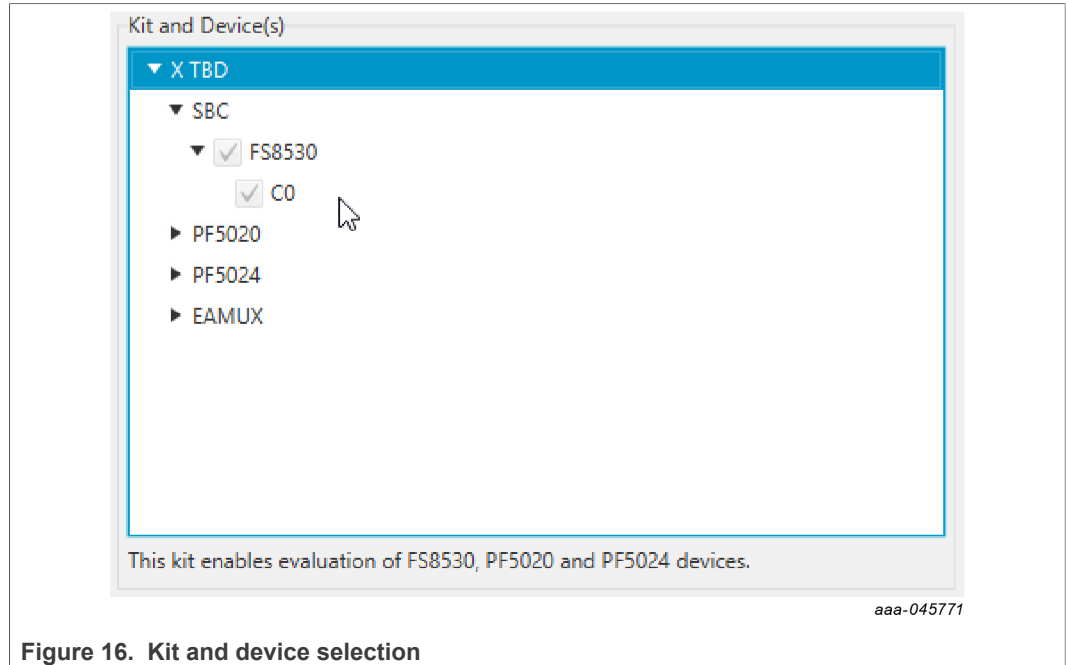 Kit and Device(s)
X TBD
SBC
FS8530
C0
PF5020
PF5024
EAMUX
This kit enables evaluation of FS8530, PF5020 and PF5024 devices.
aaa-045771
Figure 16. Kit and device selection